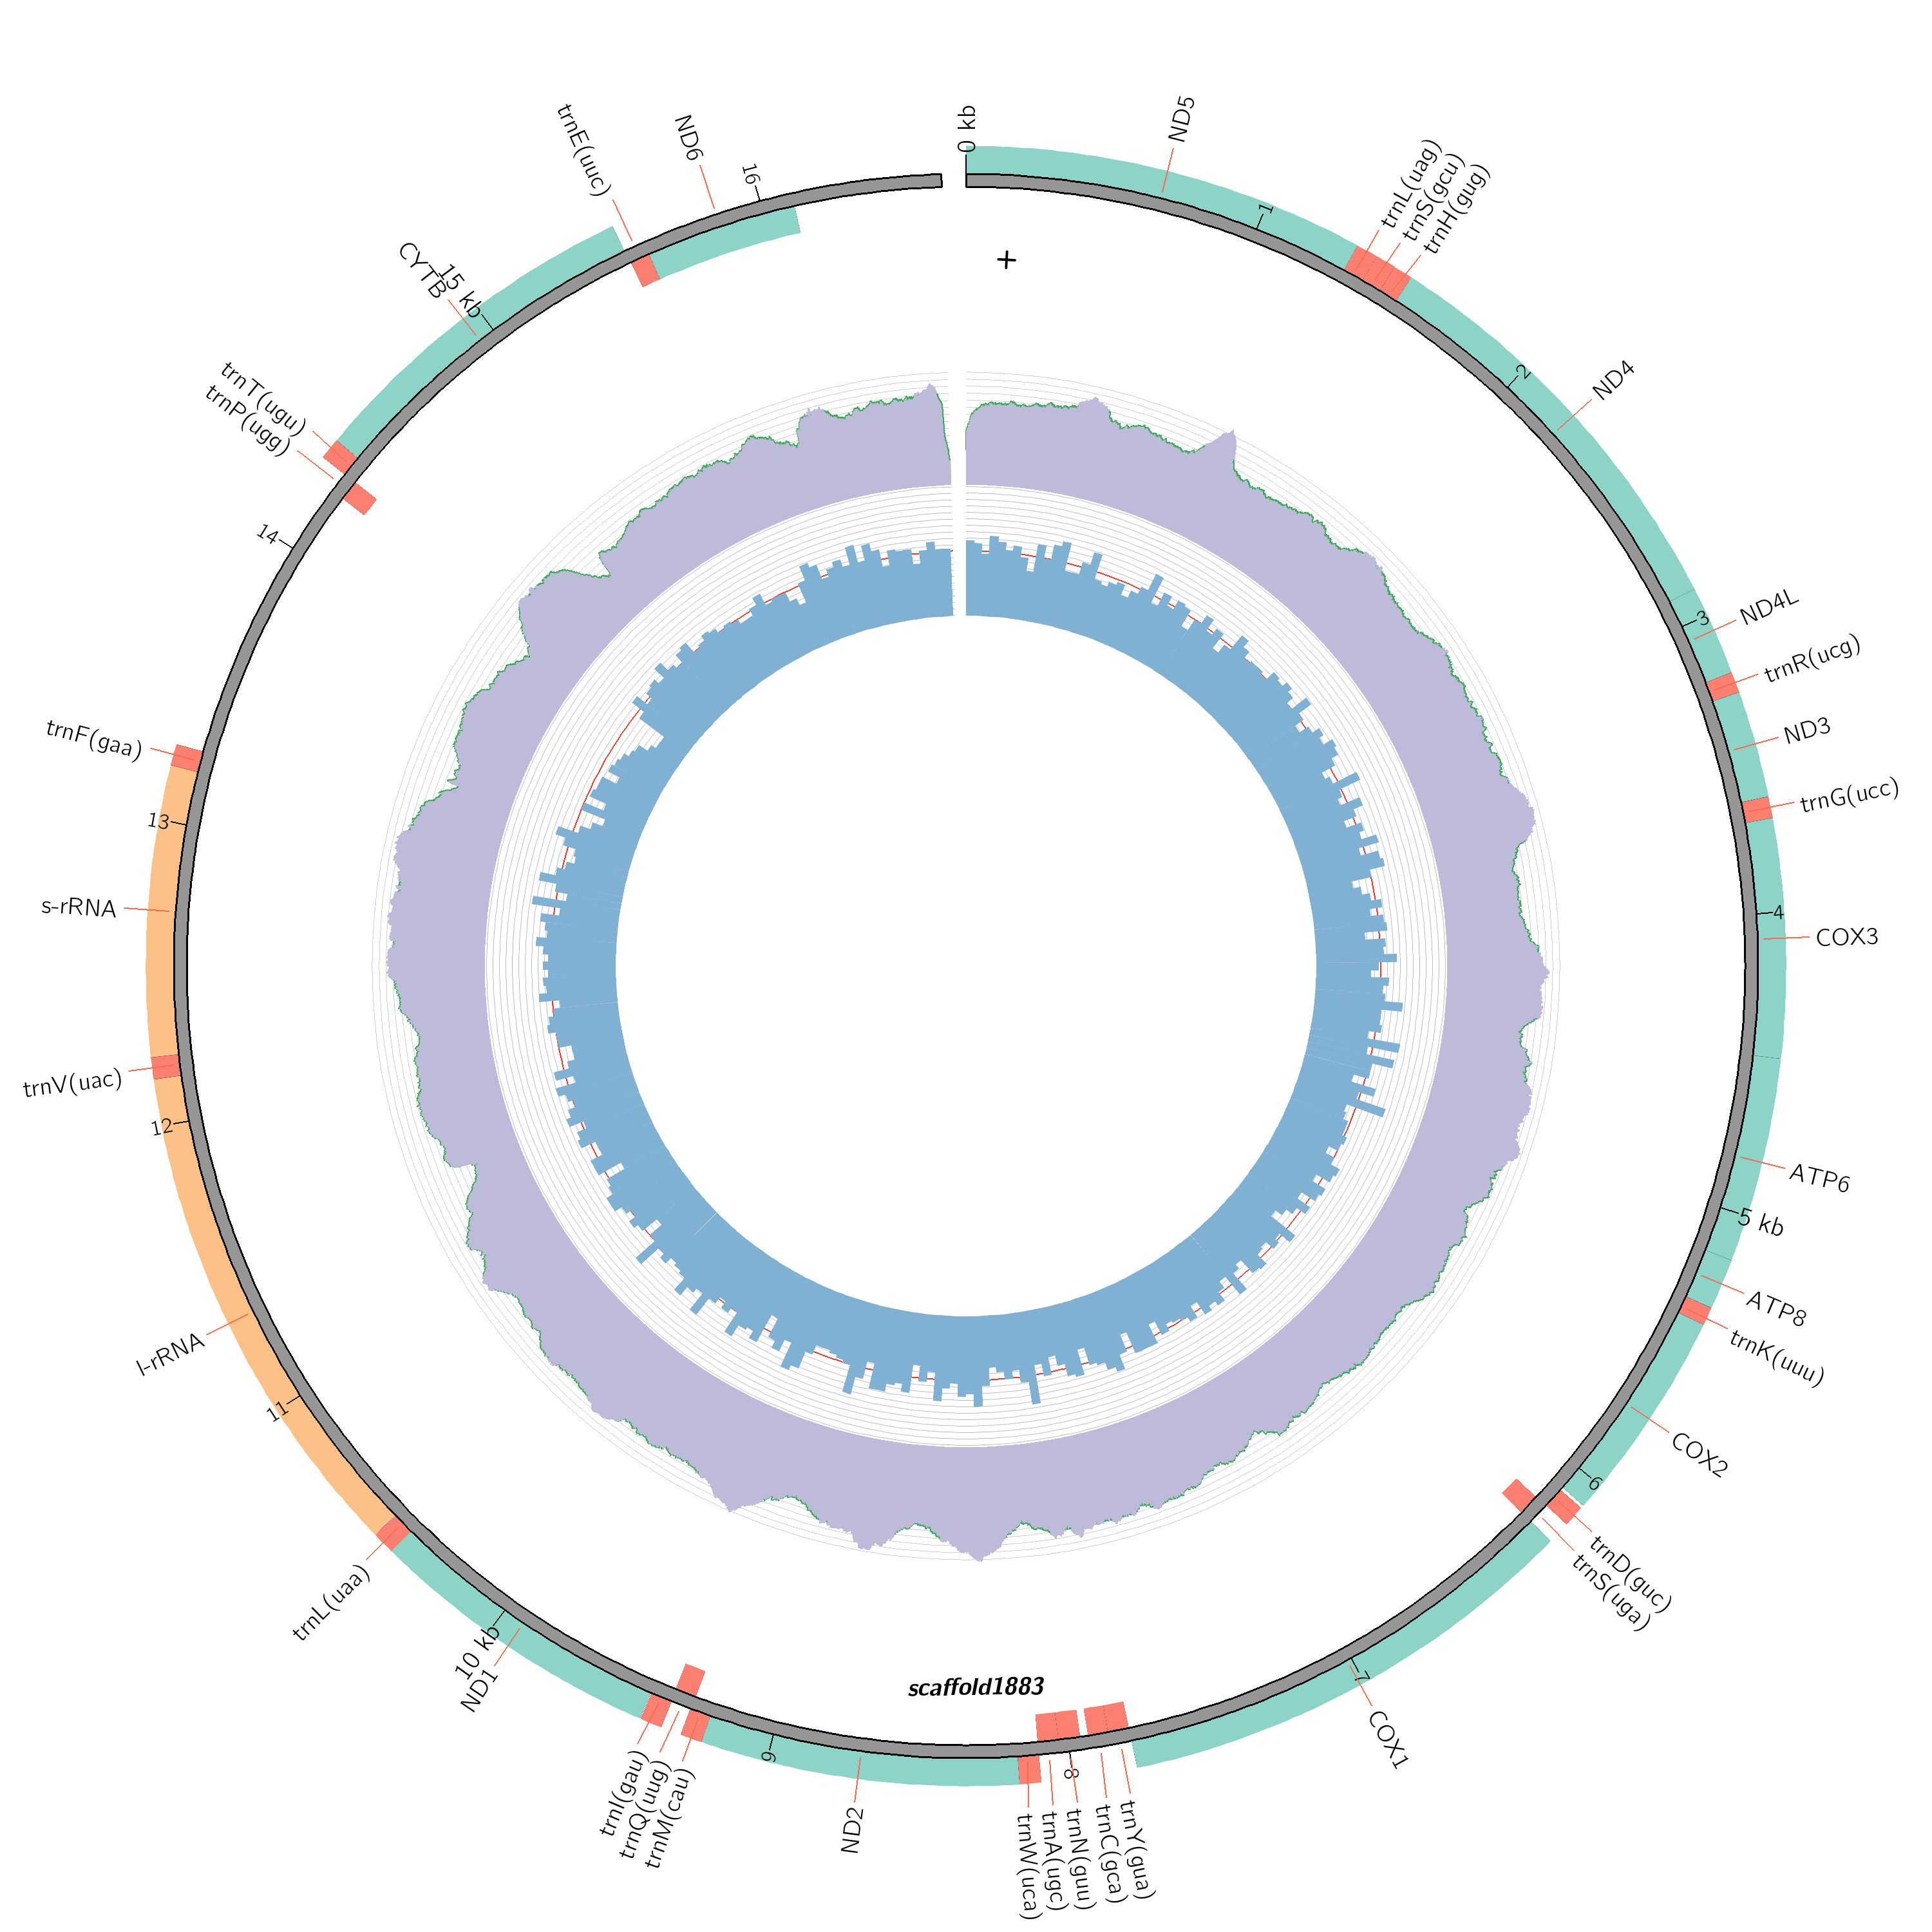 0 kb
ND5
1
trnL(uag)
trnS(gcu)
trnH(gug)
2
ND4
ND4L
3
trnR(ucg)
ND3
trnG(ucc)
4
COX3
ATP6
5 kb
ATP8
trnK(uuu)
COX2
6
trnD(guc)
trnS(uga)
7
COX1
trnY(gua)
trnC(gca)
8
trnN(guu)
trnA(ugc)
trnW(uca)
ND2
9
trnM(cau)
trnQ(uug)
trnI(gau)
10 kb
ND1
trnL(uaa)
11
l-rRNA
12
trnV(uac)
s-rRNA
13
trnF(gaa)
14
trnP(ugg)
trnT(ugu)
15 kb
CYTB
trnE(uuc)
ND6
16
+
scaffold1883